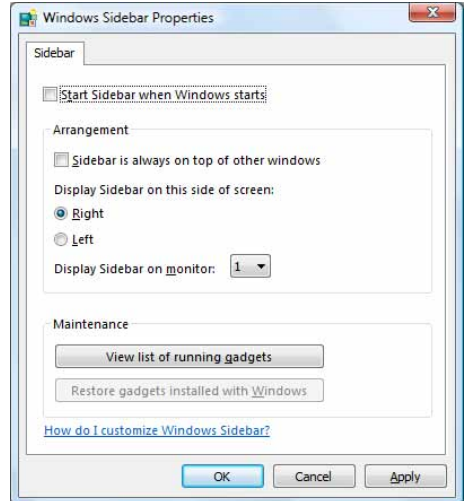 Windows Sidebar Properties
Sidebar
Start Sidebar when Windows starts
Arrangement
Sidebar is always on top of other windows
Display Sidebar on this side of screen:
Right
Left
Display Sidebar on monitor: 1
Maintenance
View list of running gadgets
Restore gadgets installed with Windows
How do I customize Windows Sidebar?
OK Cancel Apply